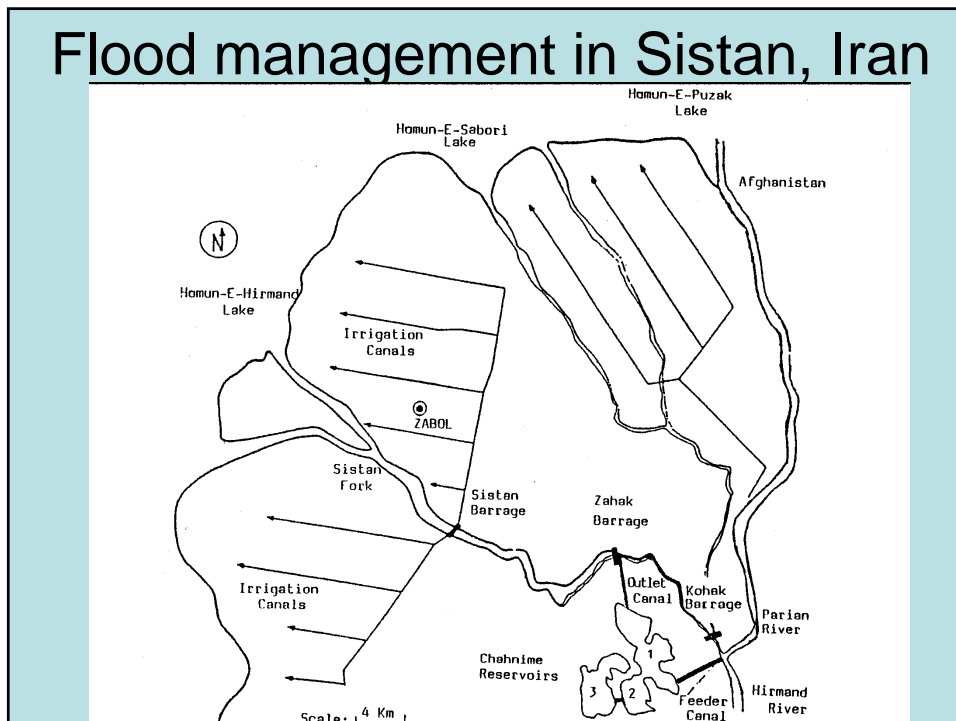 Flood management in Sistan, Iran
Homun-E-Puzak
Lake
Homun-E-Sabori
Lake
Afghanistan
N
Homun-E-Hirmand
Lake
Irrigation
Canals
ZABOL
Sistan
Fork
Sistan
Barrage
Zahak
Barrage
Outlet
Canal
Kohak
Barrage
Parian
River
Irrigation
Canals
Chahnime
Reservoirs
1
2
3
Feeder
Canal
Hirmand
River
Scale: 4 Km